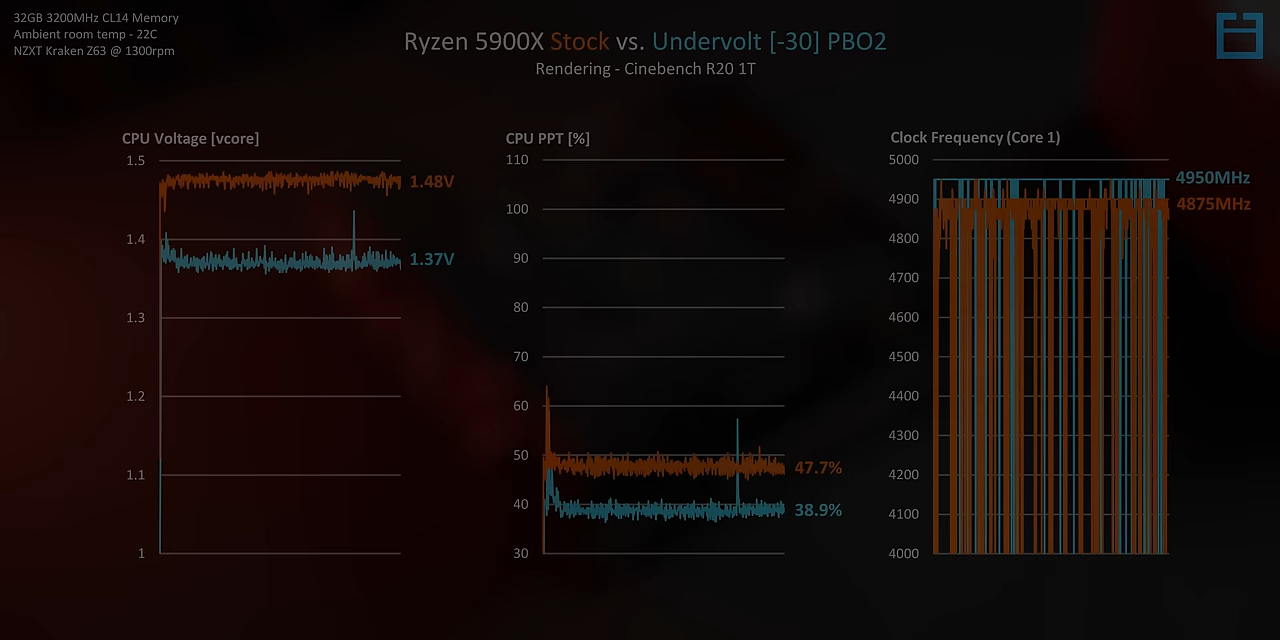 32GB 3200MHz CL14 Memory
Ambient room temp - 22C
NZXT Kraken Z63 @ 1300rpm
Ryzen 5900X Stock vs. Undervolt [-30] PBO2
Rendering - Cinebench R20 1T
CPU Voltage [vcore]
1.5
1.4
1.3
1.2
1.1
1
1.48V
1.37V
CPU PPT [%]
110
100
90
80
70
60
50
40
30
47.7%
38.9%
Clock Frequency (Core 1)
5000
4900
4800
4700
4600
4500
4400
4300
4200
4100
4000
4950MHz
4875MHz